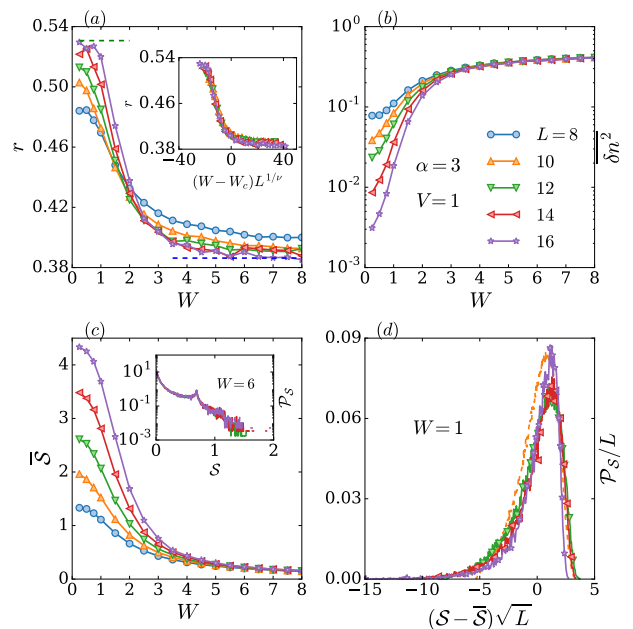 (a)
0.54
0.50
0.46
0.42
0.38
r
0 1 2 3 4 5 6 7 8
W
0.54
0.46
0.38
r
−40 0 40
(W−W_c)L^{1/ν}
(b)
10^0
10^{-1}
10^{-2}
10^{-3}
α=3
V=1
L=8
10
12
14
16
\overline{δn^2}
0 1 2 3 4 5 6 7 8
W
(c)
4
3
2
1
0
\overline{S}
0 1 2 3 4 5 6 7 8
W
10^1
10^{-1}
10^{-3}
W=6
P_S
0 1 2
S
(d)
W=1
0.09
0.06
0.03
0.00
P_S/L
−15 −10 −5 0 5
(S−\overline{S})√L